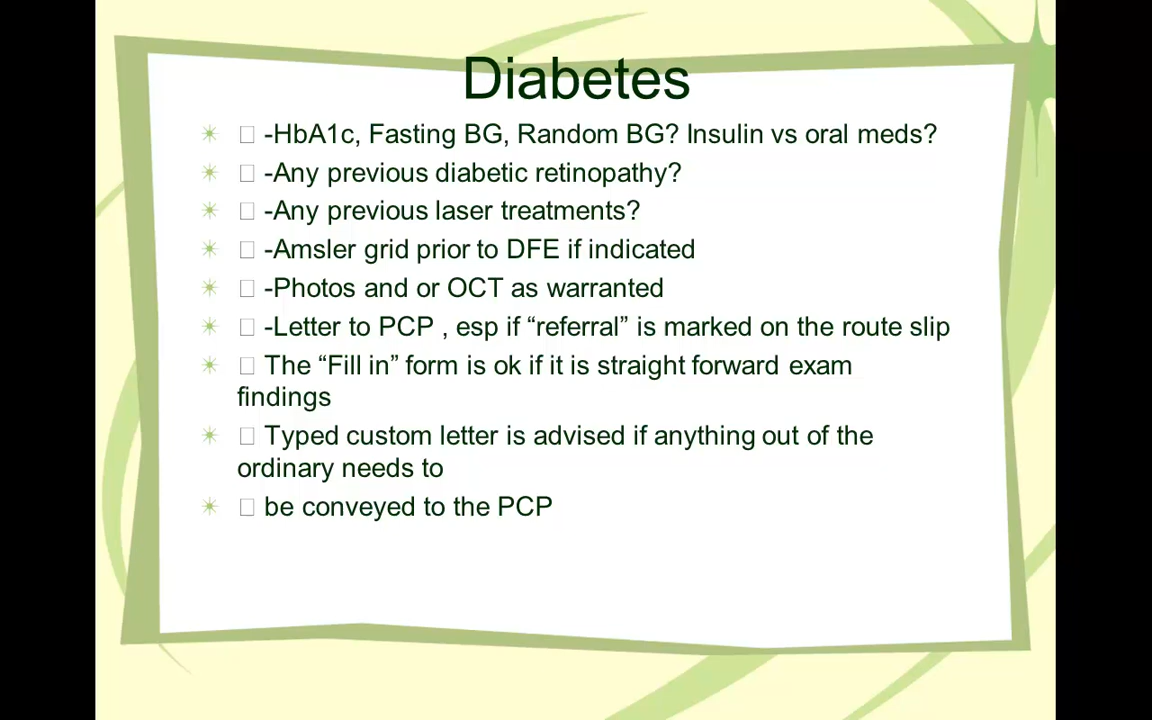 Diabetes
-HbA1c, Fasting BG, Random BG? Insulin vs oral meds?
-Any previous diabetic retinopathy?
-Any previous laser treatments?
-Amsler grid prior to DFE if indicated
-Photos and or OCT as warranted
-Letter to PCP , esp if “referral” is marked on the route slip
The “Fill in” form is ok if it is straight forward exam
findings
Typed custom letter is advised if anything out of the
ordinary needs to
be conveyed to the PCP